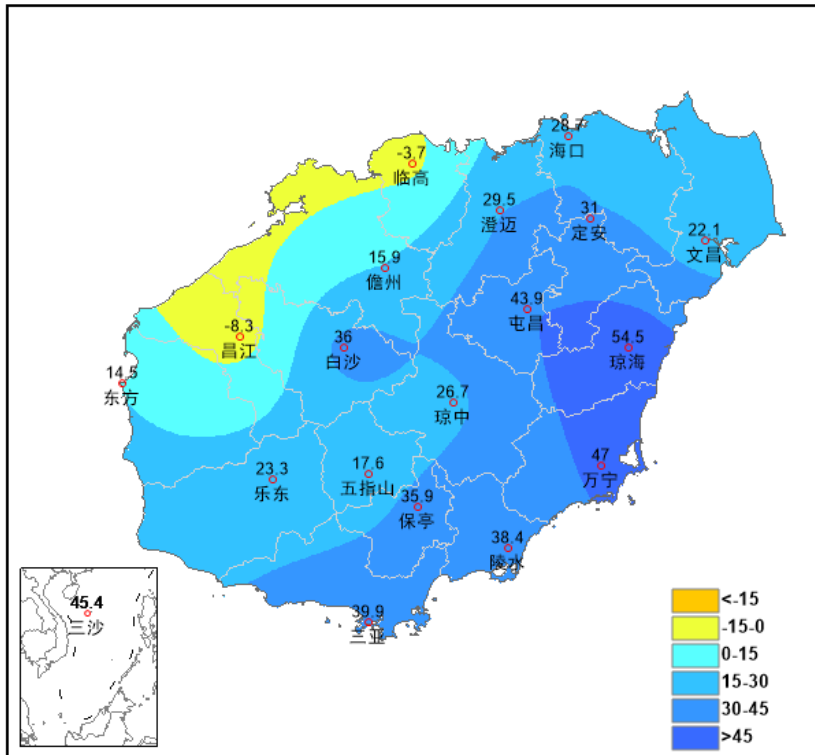 28.7
海口
-3.7
临高
29.5
澄迈
31
定安
22.1
文昌
15.9
儋州
43.9
屯昌
-8.3
昌江
36
白沙
54.5
琼海
14.5
东方
26.7
琼中
23.3
乐东
17.6
五指山
47
万宁
35.9
保亭
38.4
陵水
39.9
三亚
45.4
三沙
<-15
-15-0
0-15
15-30
30-45
>45